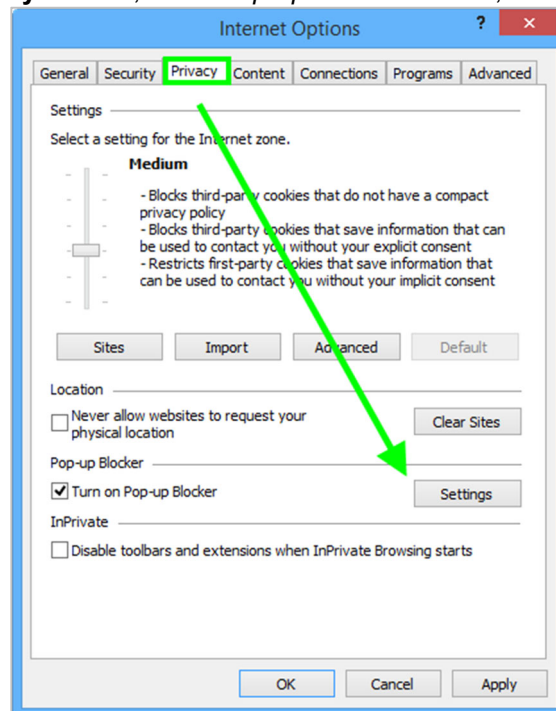 Internet Options
?
×
General Security Privacy Content Connections Programs Advanced
Settings
Select a setting for the Internet zone.
Medium
- Blocks third-party cookies that do not have a compact
privacy policy
- Blocks third-party cookies that save information that can
be used to contact you without your explicit consent
- Restricts first-party cookies that save information that
can be used to contact you without your implicit consent
Sites Import Advanced Default
Location
Never allow websites to request your
physical location
Clear Sites
Pop-up Blocker
Turn on Pop-up Blocker
Settings
InPrivate
Disable toolbars and extensions when InPrivate Browsing starts
OK Cancel Apply